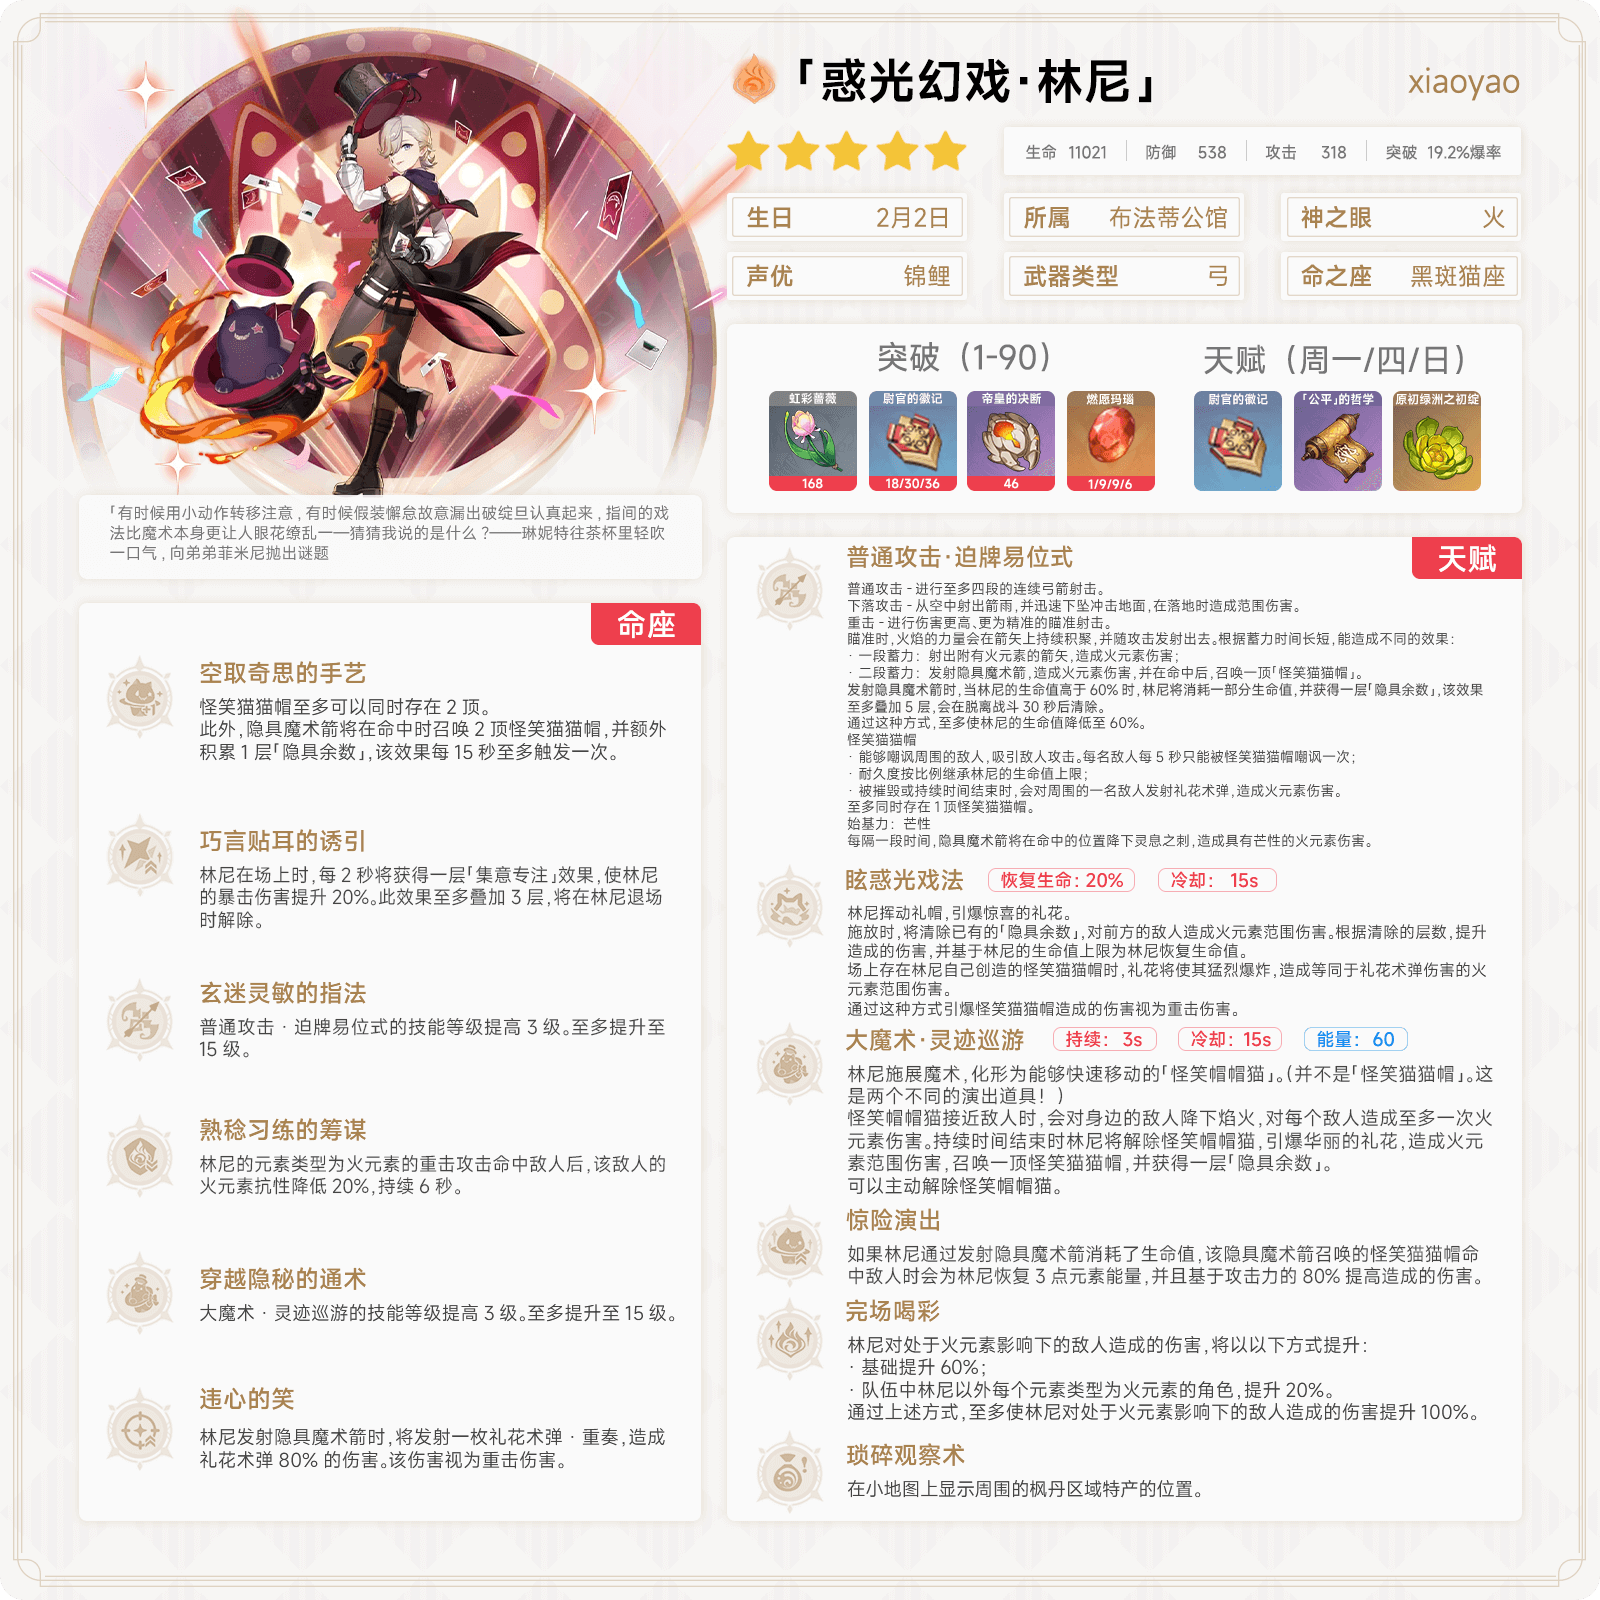 「惑光幻戏·林尼」
xiaoyao
生命 11021 防御 538 攻击 318 突破 19.2%爆率
生日 2月2日 所属 布法蒂公馆 神之眼 火
声优 锦鲤 武器类型 弓 命之座 黑斑猫座
突破（1-90）
虹彩蔷薇 尉官的徽记 帝皇的决断 燃愿玛瑙
168 18/30/36 46 1/9/9/6
天赋（周一/四/日）
尉官的徽记 「公平」的哲学 原初绿洲之初绽
「有时候用小动作转移注意，有时候假装懈怠故意漏出破绽旦认真起来，指间的戏
法比魔术本身更让人眼花缭乱一—猜猜我说的是什么？——琳妮特往茶杯里轻吹
一口气，向弟弟菲米尼抛出谜题
命座
空取奇思的手艺
怪笑猫猫帽至多可以同时存在 2 顶。
此外，隐具魔术箭将在命中时召唤 2 顶怪笑猫猫帽，并额外
积累 1 层「隐具余数」，该效果每 15 秒至多触发一次。
巧言贴耳的诱引
林尼在场上时，每 2 秒将获得一层「集意专注」效果，使林尼
的暴击伤害提升 20%。此效果至多叠加 3 层，将在林尼退场
时解除。
玄迷灵敏的指法
普通攻击 · 迫牌易位式的技能等级提高 3 级。至多提升至
15 级。
熟稔习练的筹谋
林尼的元素类型为火元素的重击攻击命中敌人后，该敌人的
火元素抗性降低 20%，持续 6 秒。
穿越隐秘的通术
大魔术 · 灵迹巡游的技能等级提高 3 级。至多提升至 15 级。
违心的笑
林尼发射隐具魔术箭时，将发射一枚礼花术弹 · 重奏，造成
礼花术弹 80% 的伤害。该伤害视为重击伤害。
天赋
普通攻击·迫牌易位式
普通攻击 - 进行至多四段的连续弓箭射击。
下落攻击 - 从空中射出箭雨，并迅速下坠冲击地面，在落地时造成范围伤害。
重击 - 进行伤害更高、更为精准的瞄准射击。
瞄准时，火焰的力量会在箭矢上持续积聚，并随攻击发射出去。根据蓄力时间长短，能造成不同的效果：
· 一段蓄力：射出附有火元素的箭矢，造成火元素伤害；
· 二段蓄力：发射隐具魔术箭，造成火元素伤害，并在命中后，召唤一顶「怪笑猫猫帽」。
发射隐具魔术箭时，当林尼的生命值高于 60% 时，林尼将消耗一部分生命值，并获得一层「隐具余数」，该效果
至多叠加 5 层，会在脱离战斗 30 秒后清除。
通过这种方式，至多使林尼的生命值降低至 60%。
怪笑猫猫帽
· 能够嘲讽周围的敌人，吸引敌人攻击。每名敌人每 5 秒只能被怪笑猫猫帽嘲讽一次；
· 耐久度按比例继承林尼的生命值上限；
· 被摧毁或持续时间结束时，会对周围的一名敌人发射礼花术弹，造成火元素伤害。
至多同时存在 1 顶怪笑猫猫帽。
始基力：芒性
每隔一段时间，隐具魔术箭将在命中的位置降下灵息之刺，造成具有芒性的火元素伤害。
眩惑光戏法 恢复生命：20% 冷却：15s
林尼挥动礼帽，引爆惊喜的礼花。
施放时，将清除已有的「隐具余数」，对前方的敌人造成火元素范围伤害。根据清除的层数，提升
造成的伤害，并基于林尼的生命值上限为林尼恢复生命值。
场上存在林尼自己创造的怪笑猫猫帽时，礼花将使其猛烈爆炸，造成等同于礼花术弹伤害的火
元素范围伤害。
通过这种方式引爆怪笑猫猫帽造成的伤害视为重击伤害。
大魔术·灵迹巡游 持续：3s 冷却：15s 能量：60
林尼施展魔术，化形为能够快速移动的「怪笑帽帽猫」。（并不是「怪笑猫猫帽」。这
是两个不同的演出道具！）
怪笑帽帽猫接近敌人时，会对身边的敌人降下焰火，对每个敌人造成至多一次火
元素伤害。持续时间结束时林尼将解除怪笑帽帽猫，引爆华丽的礼花，造成火元
素范围伤害，召唤一顶怪笑猫猫帽，并获得一层「隐具余数」。
可以主动解除怪笑帽帽猫。
惊险演出
如果林尼通过发射隐具魔术箭消耗了生命值，该隐具魔术箭召唤的怪笑猫猫帽命
中敌人时会为林尼恢复 3 点元素能量，并且基于攻击力的 80% 提高造成的伤害。
完场喝彩
林尼对处于火元素影响下的敌人造成的伤害，将以以下方式提升：
· 基础提升 60%；
· 队伍中林尼以外每个元素类型为火元素的角色，提升 20%。
通过上述方式，至多使林尼对处于火元素影响下的敌人造成的伤害提升 100%。
琐碎观察术
在小地图上显示周围的枫丹区域特产的位置。